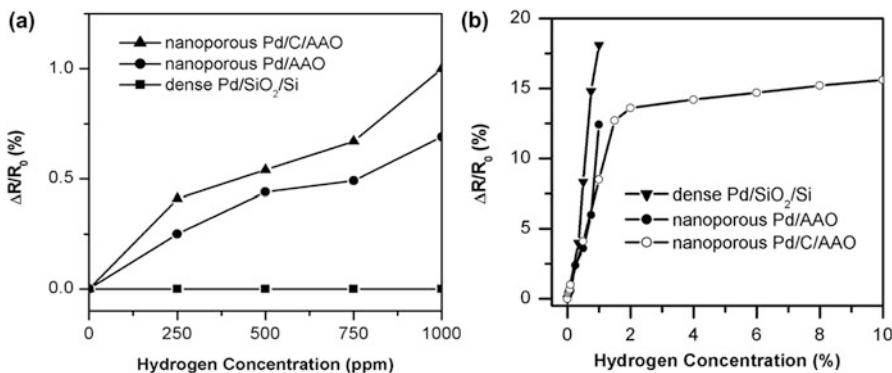 (a)
nanoporous Pd/C/AAO
nanoporous Pd/AAO
dense Pd/SiO₂/Si
1.0
0.5
0.0
ΔR/R₀ (%)
0
250
500
750
1000
Hydrogen Concentration (ppm)
(b)
20
15
10
5
0
ΔR/R₀ (%)
dense Pd/SiO₂/Si
nanoporous Pd/AAO
nanoporous Pd/C/AAO
0
2
4
6
8
10
Hydrogen Concentration (%)